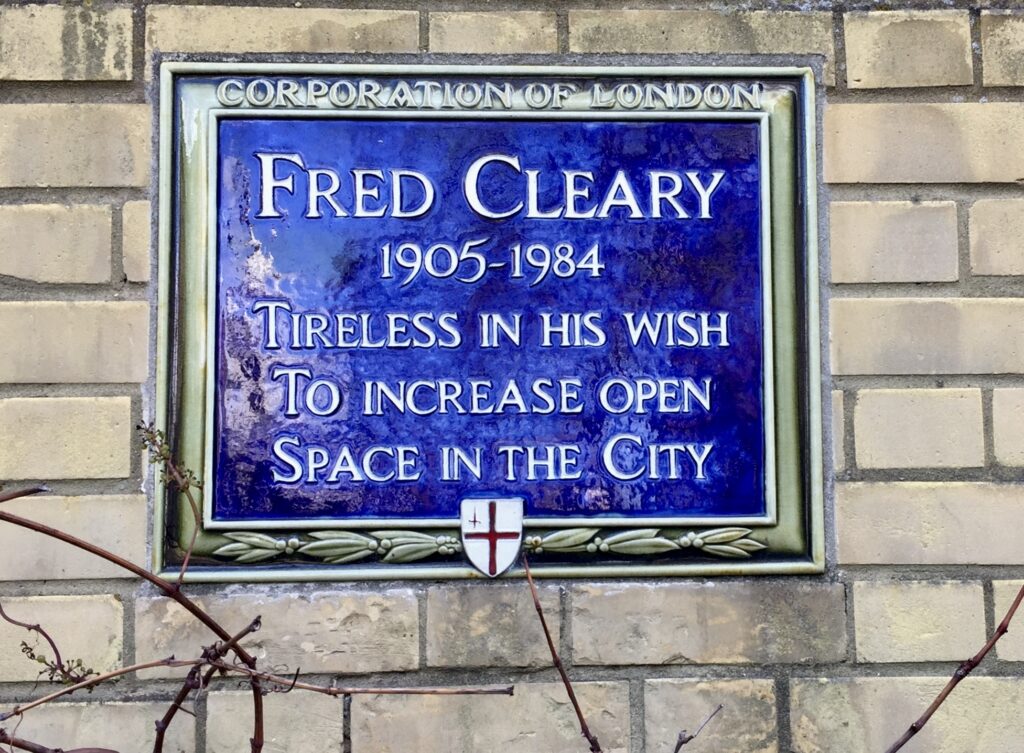 CORPORATION OF LONDON
FRED CLEARY
1905-1984
TIRELESS IN HIS WISH
TO INCREASE OPEN
SPACE IN THE CITY